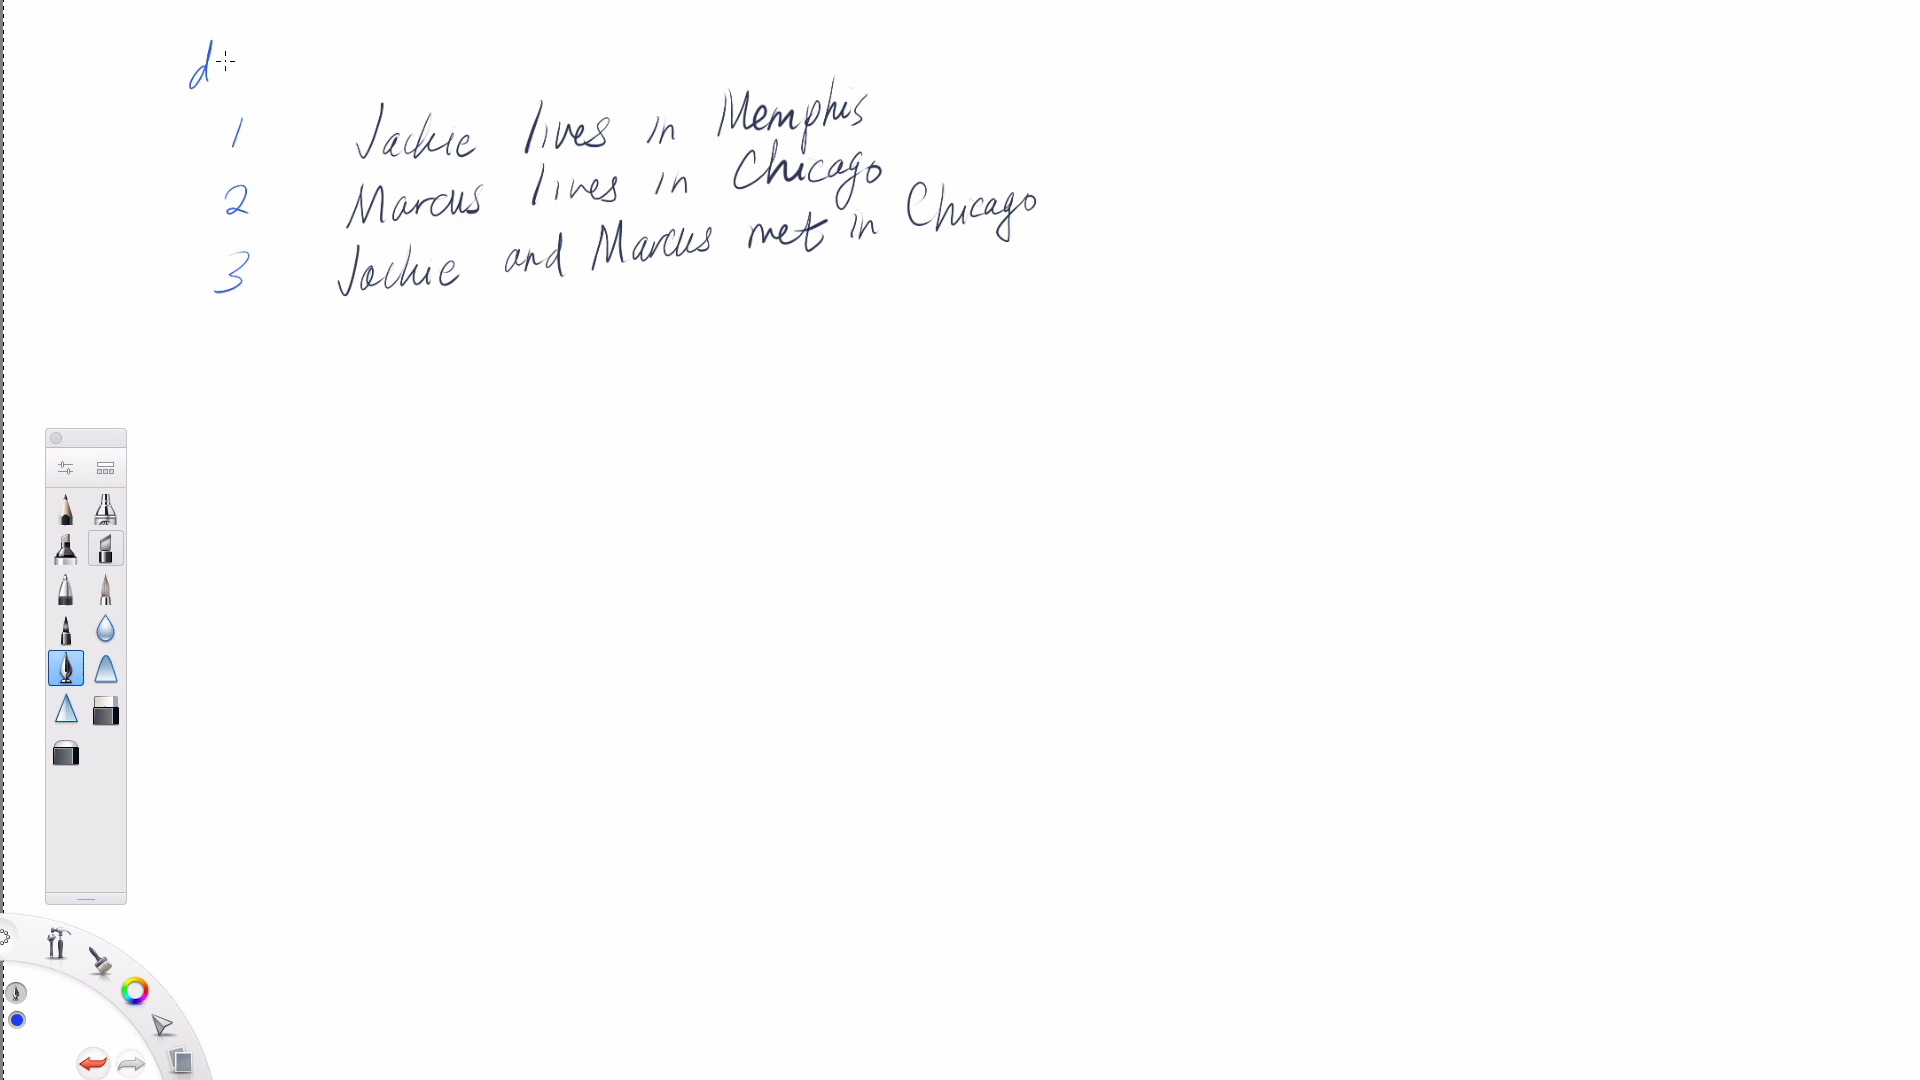 d
1 Jackie lives in Memphis
2 Marcus lives in Chicago
3 Jackie and Marcus met in Chicago